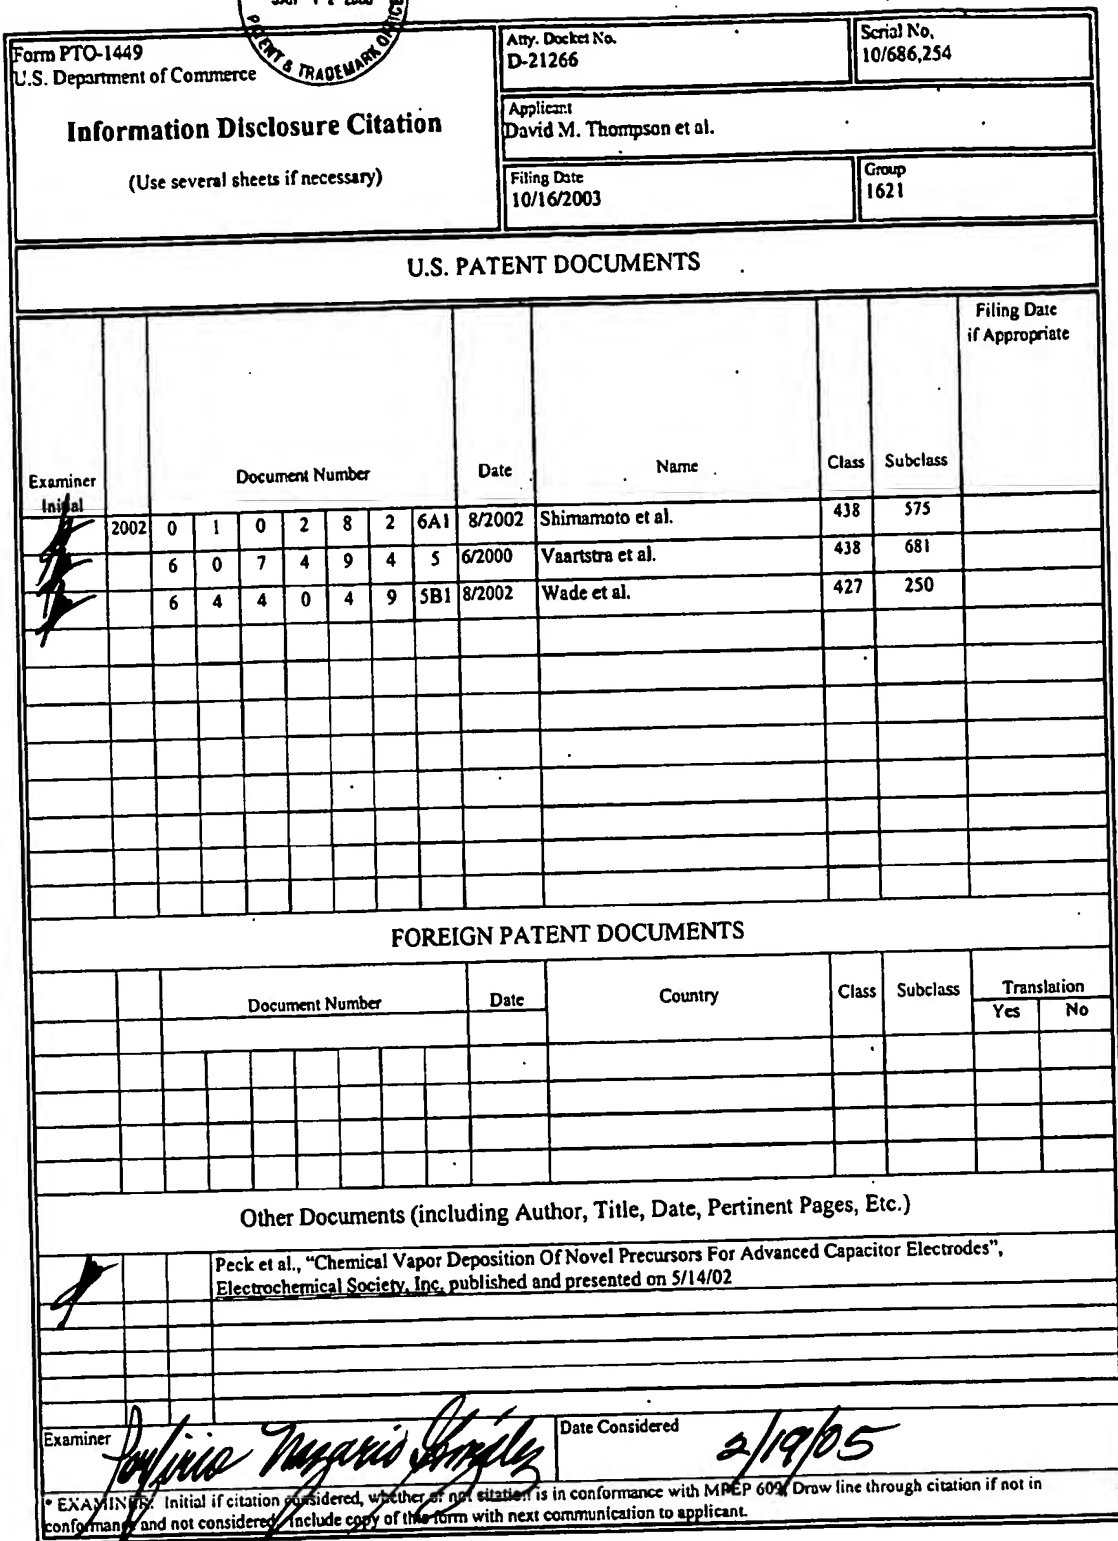 PATENT & TRADEMARK OFFICE
Form PTO-1449
U.S. Department of Commerce
Information Disclosure Citation
(Use several sheets if necessary)
Atty. Docket No.
D-21266
Serial No.
10/686,254
Applicant
David M. Thompson et al.
Filing Date
10/16/2003
Group
1621
U.S. PATENT DOCUMENTS
Examiner Initial Document Number Date Name Class Subclass Filing Date if Appropriate
2002 0 1 0 2 8 2 6A1 8/2002 Shimamoto et al. 438 575
6 0 7 4 9 4 5 6/2000 Vaartstra et al. 438 681
6 4 4 0 4 9 5B1 8/2002 Wade et al. 427 250
FOREIGN PATENT DOCUMENTS
Document Number Date Country Class Subclass Translation
Yes No
Other Documents (including Author, Title, Date, Pertinent Pages, Etc.)
Peck et al., “Chemical Vapor Deposition Of Novel Precursors For Advanced Capacitor Electrodes”,
Electrochemical Society, Inc. published and presented on 5/14/02
Examiner Porfirio Nazario González Date Considered 2/19/05
* EXAMINER: Initial if citation considered, whether or not citation is in conformance with MPEP 609. Draw line through citation if not in
conformance and not considered. Include copy of this form with next communication to applicant.